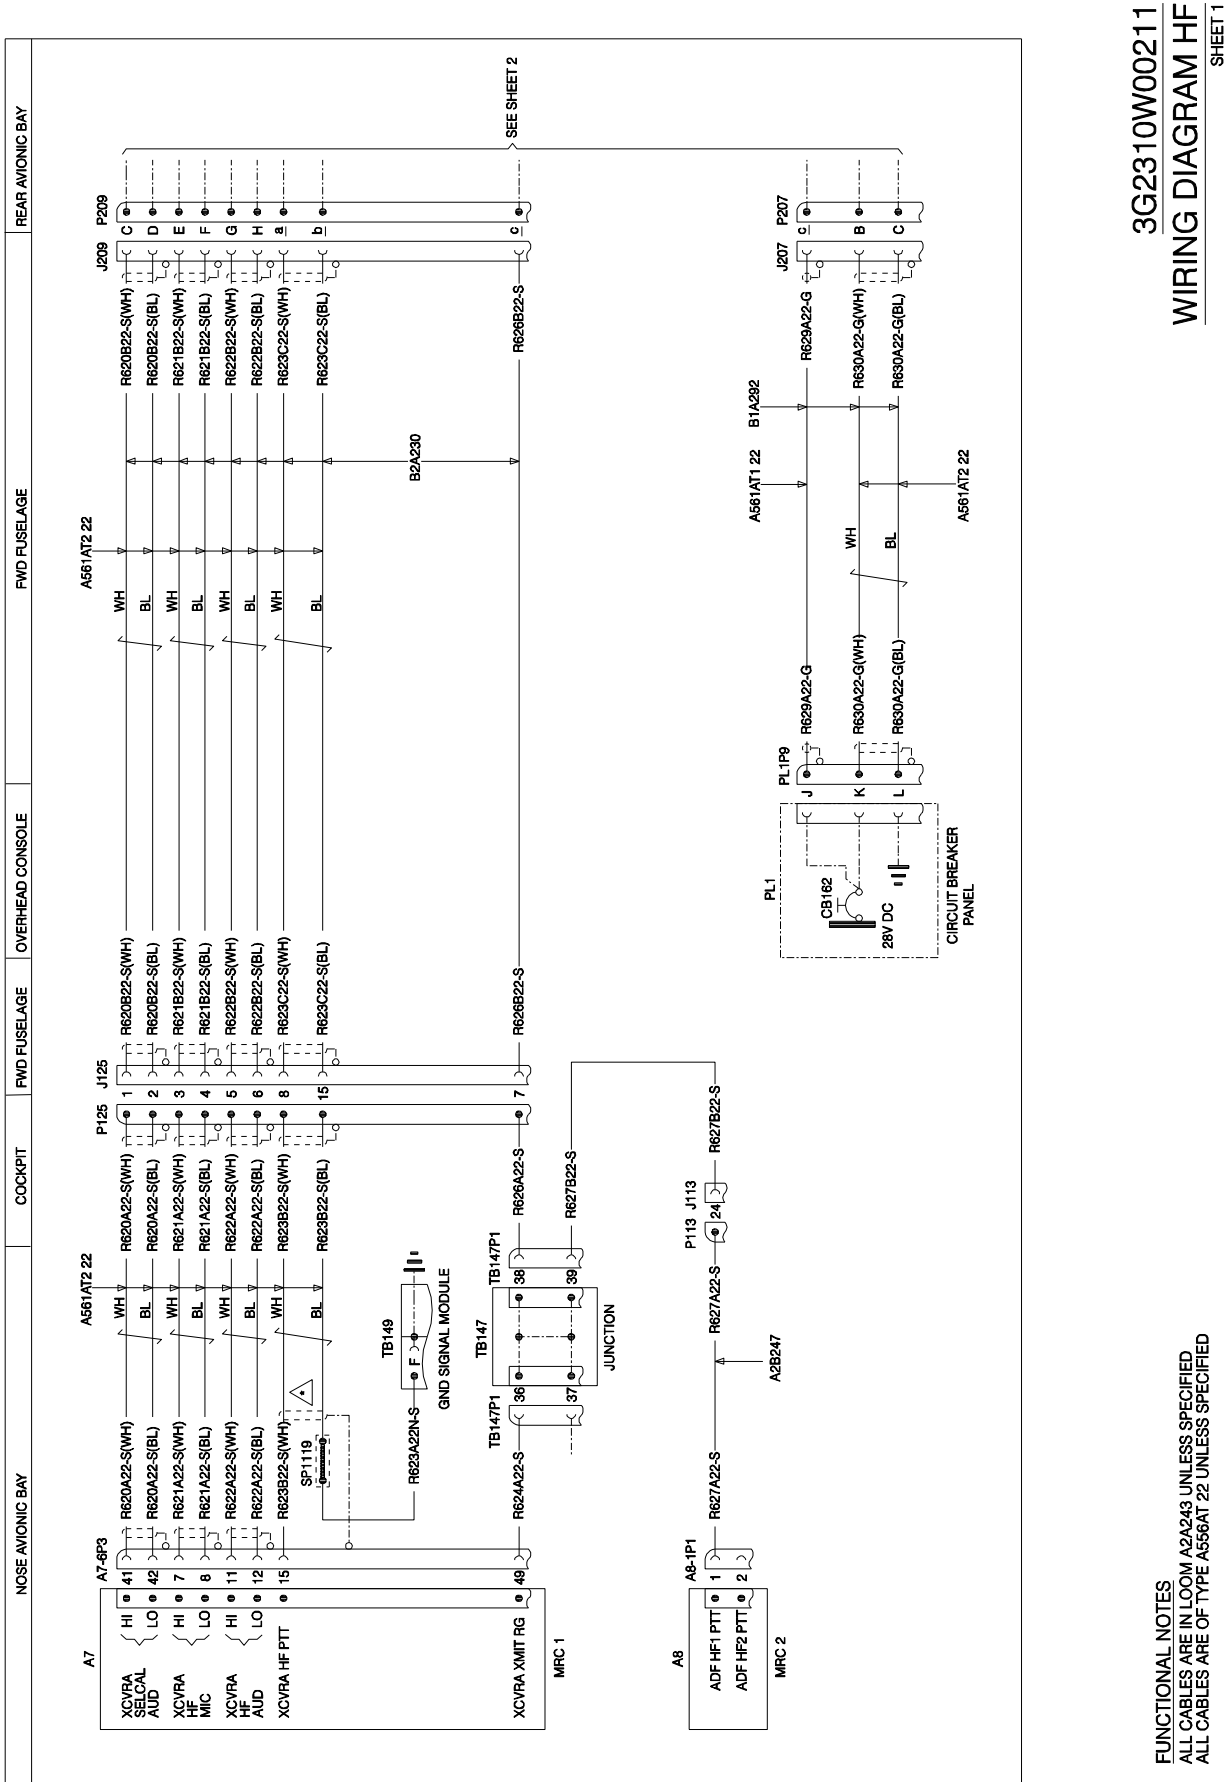 3G2310W00211
WIRING DIAGRAM HF
SHEET 1
NOSE AVIONIC BAY
COCKPIT
FWD FUSELAGE
OVERHEAD CONSOLE
FWD FUSELAGE
REAR AVIONIC BAY
A7
XCVRA
SELCAL
AUD
HI
LO
XCVRA
HF
MIC
HI
LO
XCVRA
HF
AUD
HI
LO
XCVRA HF PTT
XCVRA XMIT RG
MRC 1
A7-6P3
41
42
7
8
11
12
15
49
R620A22-S(WH)
R620A22-S(BL)
R621A22-S(WH)
R621A22-S(BL)
R622A22-S(WH)
R622A22-S(BL)
R623B22-S(WH)
SP1119
*
R623A22N-S
R624A22-S
A561AT2 22
WH
BL
WH
BL
WH
BL
WH
BL
TB149
F
GND SIGNAL MODULE
TB147P1
36
37
TB147
JUNCTION
TB147P1
38
39
R620A22-S(WH)
R620A22-S(BL)
R621A22-S(WH)
R621A22-S(BL)
R622A22-S(WH)
R622A22-S(BL)
R623B22-S(WH)
R623B22-S(BL)
R626A22-S
R627B22-S
P125
J125
1
2
3
4
5
6
8
15
7
R620B22-S(WH)
R620B22-S(BL)
R621B22-S(WH)
R621B22-S(BL)
R622B22-S(WH)
R622B22-S(BL)
R623C22-S(WH)
R623C22-S(BL)
R626B22-S
A561AT2 22
WH
BL
WH
BL
WH
BL
WH
BL
B2A230
R620B22-S(WH)
R620B22-S(BL)
R621B22-S(WH)
R621B22-S(BL)
R622B22-S(WH)
R622B22-S(BL)
R623C22-S(WH)
R623C22-S(BL)
R626B22-S
J209
P209
C
D
E
F
G
H
a
b
c
SEE SHEET 2
A8
ADF HF1 PTT
ADF HF2 PTT
MRC 2
A8-1P1
1
2
R627A22-S
A2B247
R627A22-S
P113
J113
24
R627B22-S
PL1
CB162
28V DC
CIRCUIT BREAKER
PANEL
PL1P9
J
K
L
R629A22-G
R630A22-G(WH)
R630A22-G(BL)
WH
BL
A561AT1 22
A561AT2 22
B1A292
R629A22-G
R630A22-G(WH)
R630A22-G(BL)
J207
P207
c
B
C
FUNCTIONAL NOTES
ALL CABLES ARE IN LOOM A2A243 UNLESS SPECIFIED
ALL CABLES ARE OF TYPE A556AT 22 UNLESS SPECIFIED